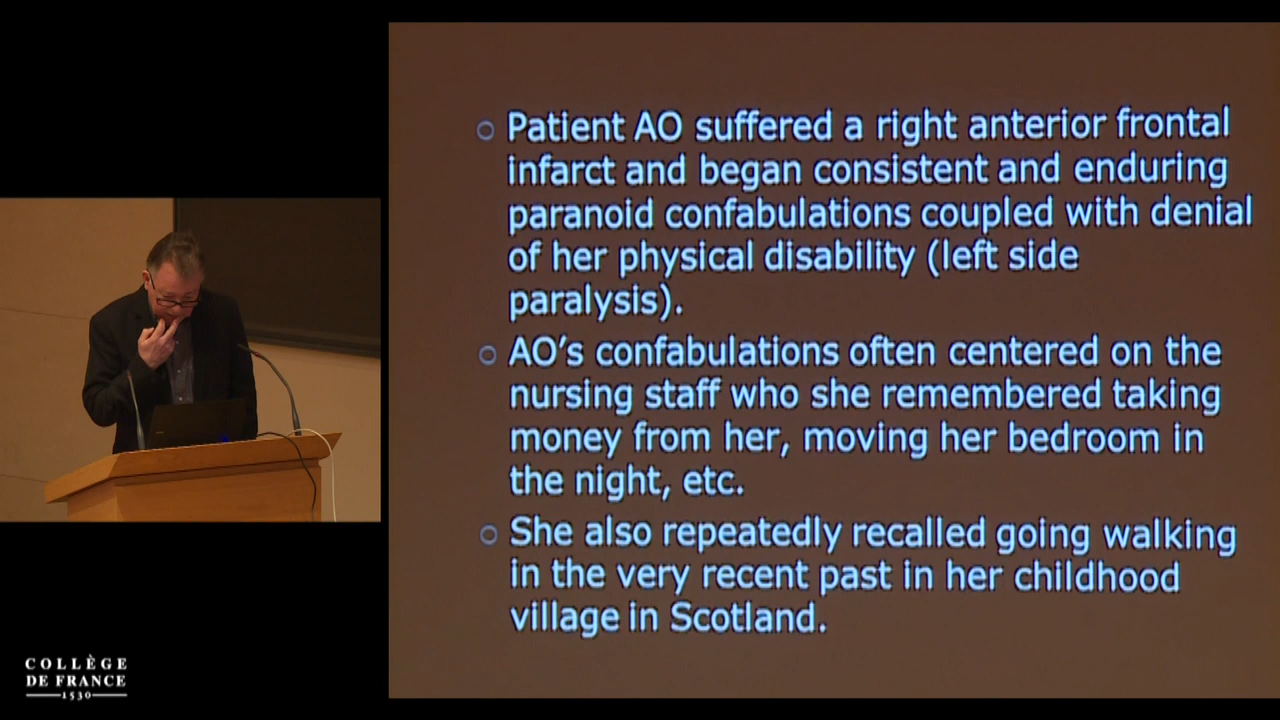 Patient AO suffered a right anterior frontal
infarct and began consistent and enduring
paranoid confabulations coupled with denial
of her physical disability (left side
paralysis).
AO's confabulations often centered on the
nursing staff who she remembered taking
money from her, moving her bedroom in
the night, etc.
She also repeatedly recalled going walking
in the very recent past in her childhood
village in Scotland.
COLLÈGE
DE FRANCE
1530